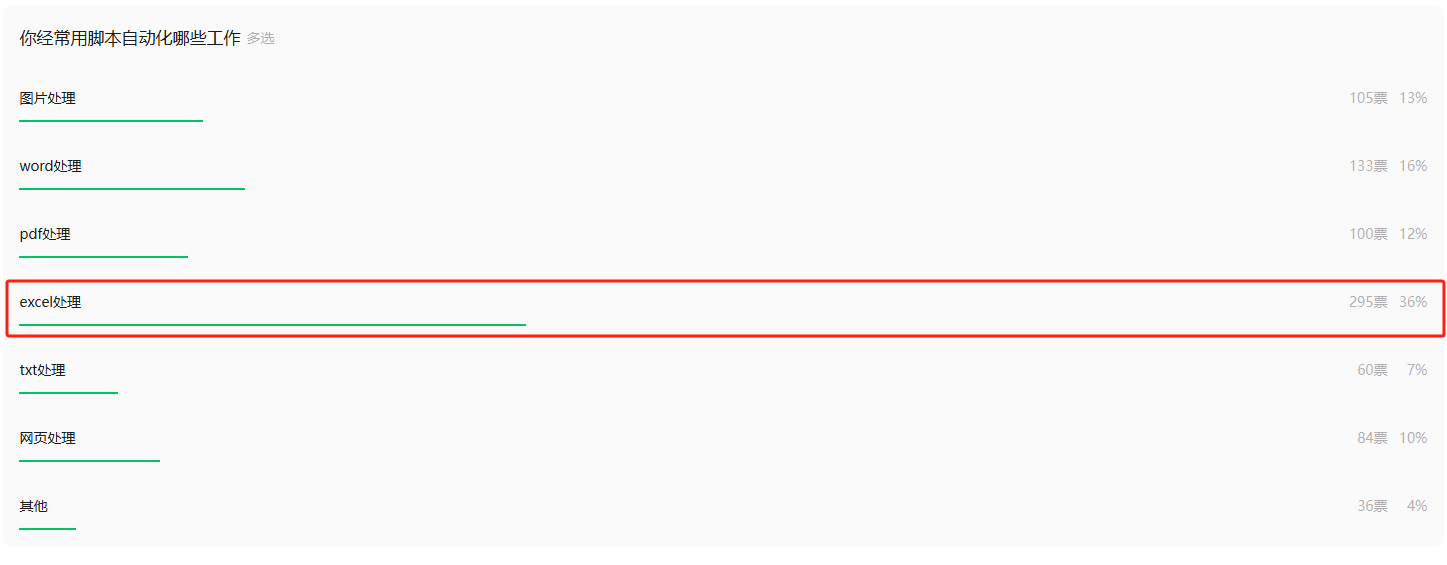 你经常用脚本自动化哪些工作 多选
图片处理 105票 13%
word处理 133票 16%
pdf处理 100票 12%
excel处理 295票 36%
txt处理 60票 7%
网页处理 84票 10%
其他 36票 4%